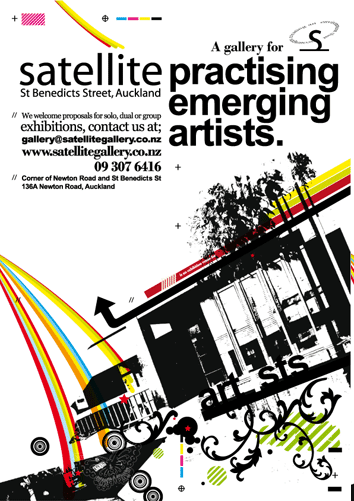 A gallery for
satellite
practising
emerging
artists.
St Benedicts Street, Auckland
// We welcome proposals for solo, dual or group
exhibitions, contact us at;
gallery@satellitegallery.co.nz
www.satellitegallery.co.nz
09 307 6416
// Corner of Newton Road and St Benedicts St
136A Newton Road, Auckland
S
//
//